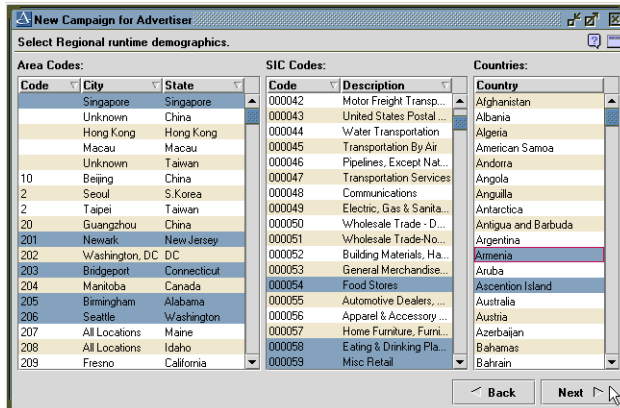 New Campaign for Advertiser
Select Regional runtime demographics.
Area Codes:
Code City State
Singapore Singapore
Unknown China
Hong Kong Hong Kong
Macau Macau
Unknown Taiwan
10 Beijing China
2 Seoul S.Korea
2 Taipei Taiwan
20 Guangzhou China
201 Newark New Jersey
202 Washington, DC DC
203 Bridgeport Connecticut
204 Manitoba Canada
205 Birmingham Alabama
206 Seattle Washington
207 All Locations Maine
208 All Locations Idaho
209 Fresno California
SIC Codes:
Code Description
000042 Motor Freight Transp...
000043 United States Postal ...
000044 Water Transportation
000045 Transportation By Air
000046 Pipelines, Except Nat...
000047 Transportation Services
000048 Communications
000049 Electric, Gas & Sanita...
000050 Wholesale Trade - D...
000051 Wholesale Trade-No...
000052 Building Materials, Ha...
000053 General Merchandise...
000054 Food Stores
000055 Automotive Dealers, ...
000056 Apparel & Accessory ...
000057 Home Furniture, Furni...
000058 Eating & Drinking Pla...
000059 Misc Retail
Countries:
Country
Afghanistan
Albania
Algeria
American Samoa
Andorra
Angola
Anguilla
Antarctica
Antigua and Barbuda
Argentina
Armenia
Aruba
Ascention Island
Australia
Austria
Azerbaijan
Bahamas
Bahrain
Back Next